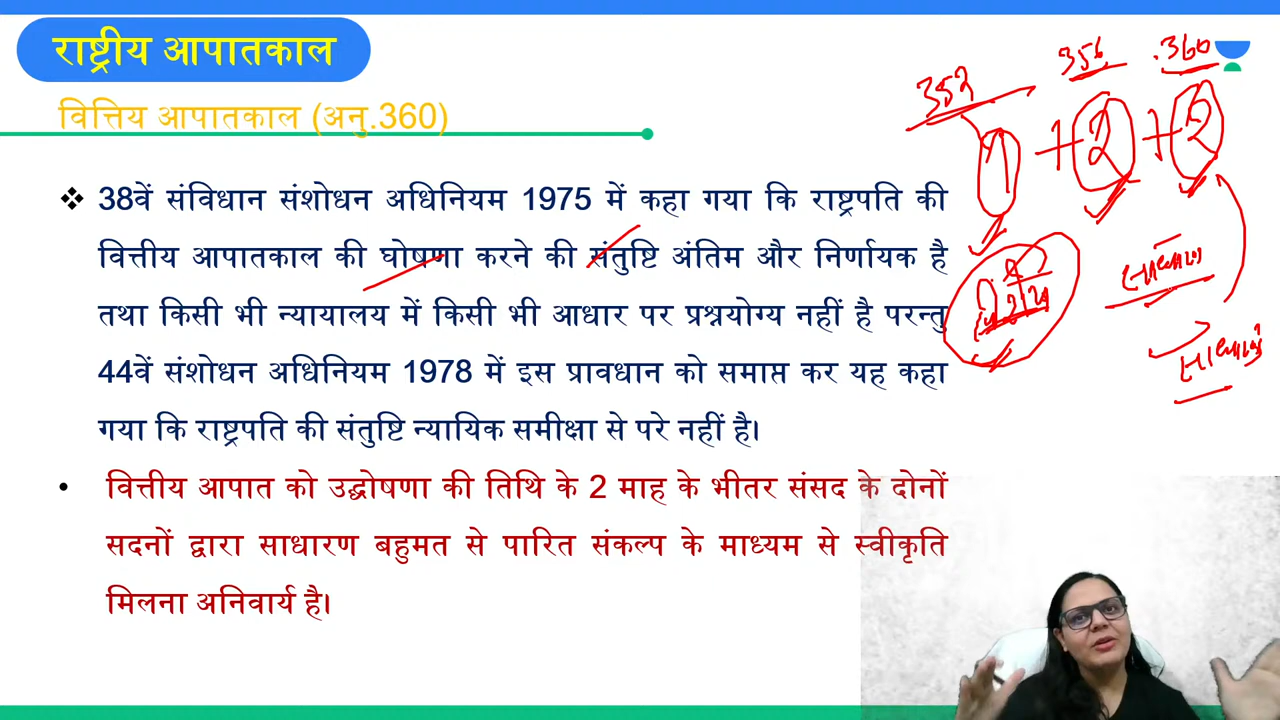 राष्ट्रीय आपातकाल
वित्तिय आपातकाल (अनु.360)
38वें संविधान संशोधन अधिनियम 1975 में कहा गया कि राष्ट्रपति की
वित्तीय आपातकाल की घोषणा करने की संतुष्टि अंतिम और निर्णायक है
तथा किसी भी न्यायालय में किसी भी आधार पर प्रश्नयोग्य नहीं है परन्तु
44वें संशोधन अधिनियम 1978 में इस प्रावधान को समाप्त कर यह कहा
गया कि राष्ट्रपति की संतुष्टि न्यायिक समीक्षा से परे नहीं है।
वित्तीय आपात को उद्घोषणा की तिथि के 2 माह के भीतर संसद के दोनों
सदनों द्वारा साधारण बहुमत से पारित संकल्प के माध्यम से स्वीकृति
मिलना अनिवार्य है।
352 356 .360
1 + 2 + 2
साधारण